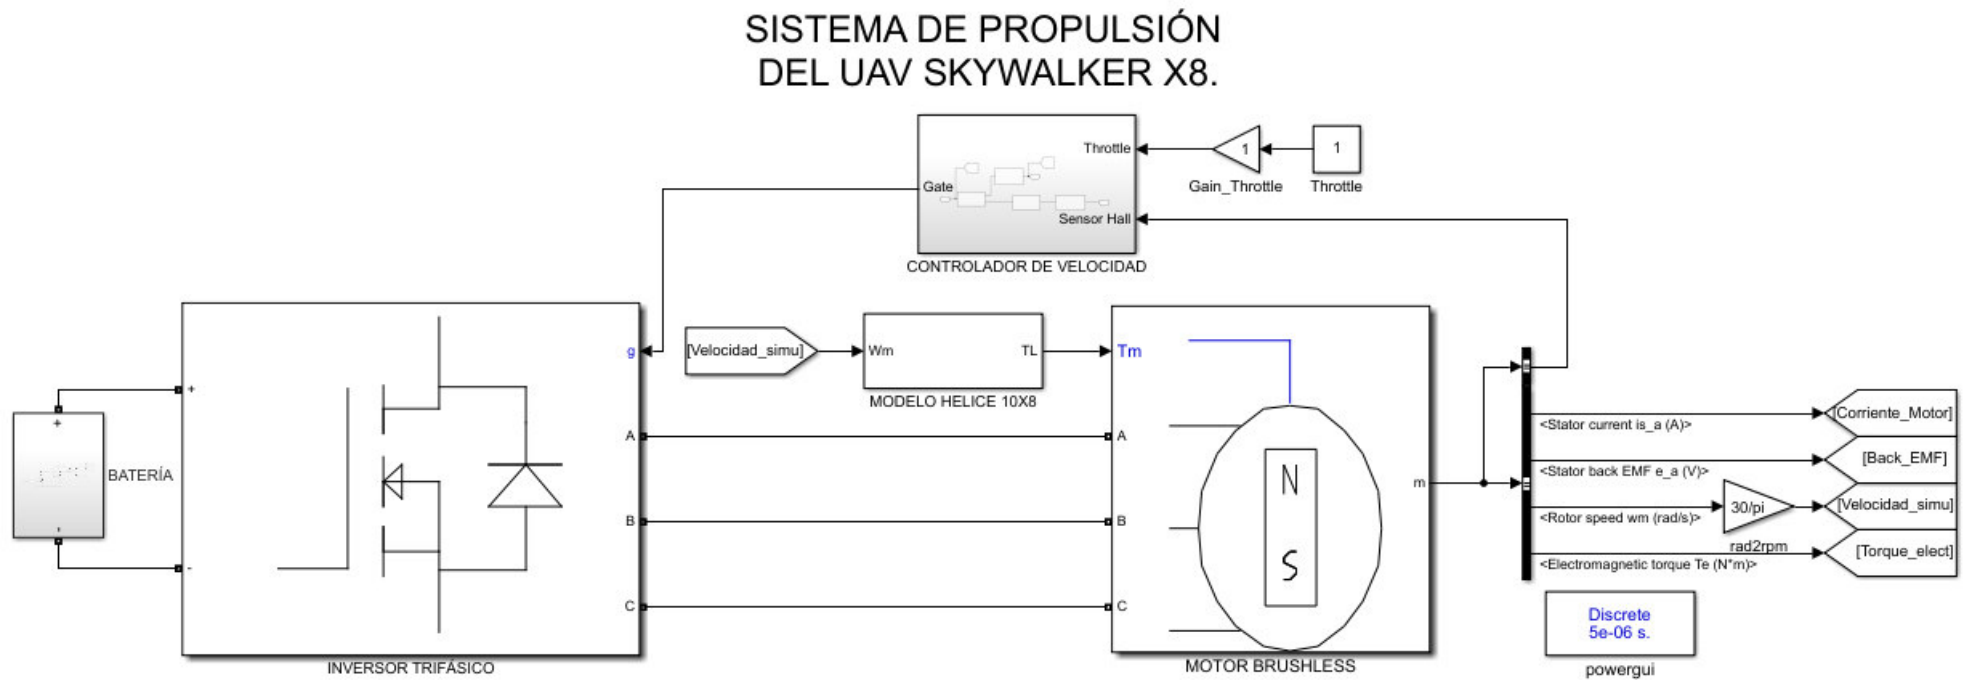 SISTEMA DE PROPULSIÓN
DEL UAV SKYWALKER X8.
Throttle
Gate
Sensor Hall
CONTROLADOR DE VELOCIDAD
1
Gain_Throttle
1
Throttle
+
-
BATERÍA
+
-
g
A
B
C
INVERSOR TRIFÁSICO
[Velocidad_simu]
Wm
TL
MODELO HELICE 10X8
Tm
A
B
C
N
S
m
MOTOR BRUSHLESS
<Stator current is_a (A)>
<Stator back EMF e_a (V)>
<Rotor speed wm (rad/s)>
<Electromagnetic torque Te (N*m)>
30/pi
rad2rpm
[Corriente_Motor]
[Back_EMF]
[Velocidad_simu]
[Torque_elect]
Discrete
5e-06 s.
powergui